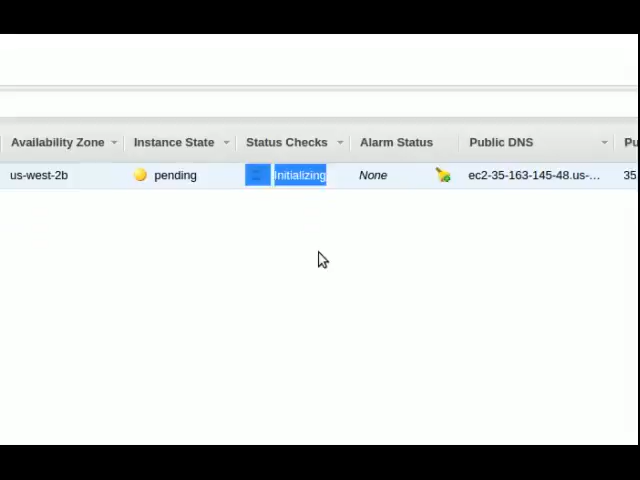 Availability Zone Instance State Status Checks Alarm Status Public DNS Pu
us-west-2b pending Initializing None ec2-35-163-145-48.us-... 35